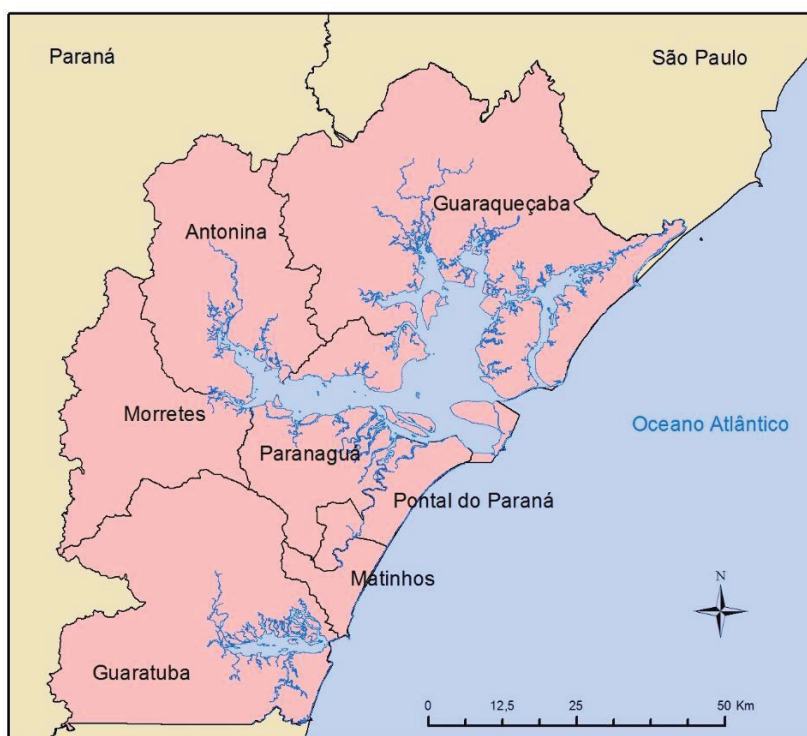 Paraná
São Paulo
Guaraqueçaba
Antonina
Morretes
Oceano Atlântico
Paranaguá
Pontal do Paraná
Matinhos
N
Guaratuba
0 12,5 25 50 Km